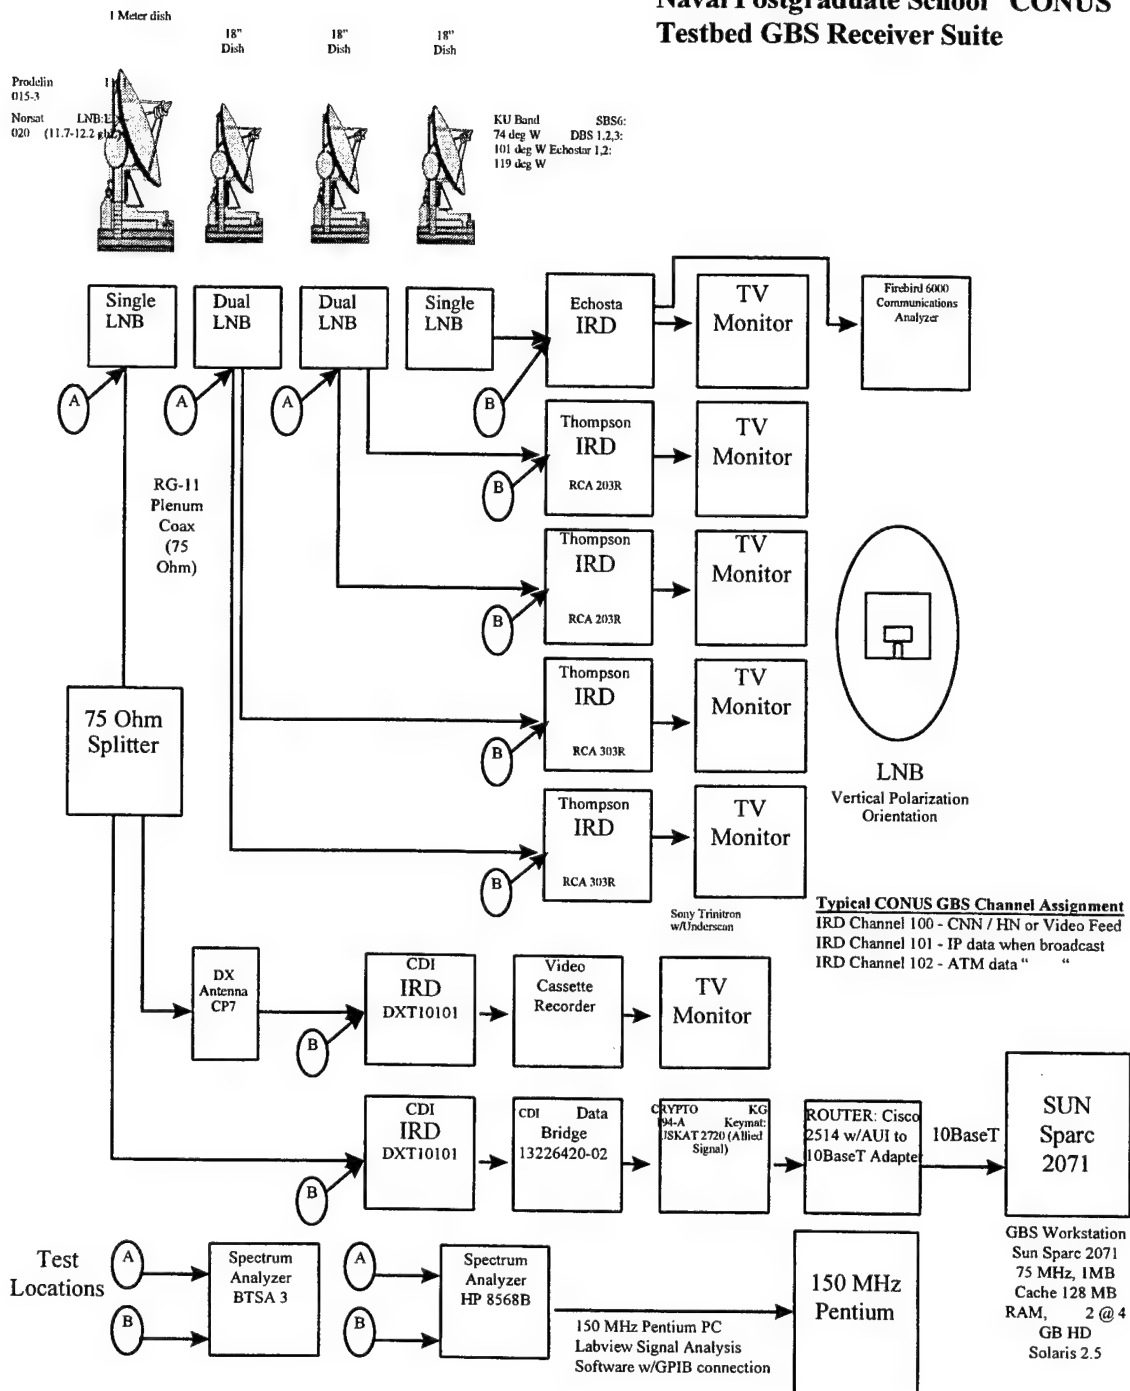 Naval Postgraduate School "CONUS"
Testbed GBS Receiver Suite
1 Meter dish
18"
Dish
18"
Dish
18"
Dish
Prodelin
015-3
Norsat LNB:
020 (11.7-12.2 ghz)
KU Band SBS6:
74 deg W DBS 1,2,3:
101 deg W Echostar 1,2:
119 deg W
Single
LNB
Dual
LNB
Dual
LNB
Single
LNB
Echosta
IRD
TV
Monitor
Firebird 6000
Communications
Analyzer
A
A
A
B
Thompson
IRD
RCA 203R
TV
Monitor
B
RG-11
Plenum
Coax
(75
Ohm)
Thompson
IRD
RCA 203R
TV
Monitor
B
Thompson
IRD
RCA 303R
TV
Monitor
B
75 Ohm
Splitter
LNB
Vertical Polarization
Orientation
Thompson
IRD
RCA 303R
TV
Monitor
B
Sony Trinitron
w/Underscan
Typical CONUS GBS Channel Assignment
IRD Channel 100 - CNN / HN or Video Feed
IRD Channel 101 - IP data when broadcast
IRD Channel 102 - ATM data “ “
DX
Antenna
CP7
B
CDI
IRD
DXT10101
Video
Cassette
Recorder
TV
Monitor
CDI
IRD
DXT10101
B
CDI Data
Bridge
13226420-02
CRYPTO KG
194-A Keymat:
USKAT 2720 (Allied
Signal)
ROUTER: Cisco
2514 w/AUI to
10BaseT Adapter
10BaseT
SUN
Sparc
2071
GBS Workstation
Sun Sparc 2071
75 MHz, 1MB
Cache 128 MB
RAM, 2 @ 4
GB HD
Solaris 2.5
Test
Locations
A
B
Spectrum
Analyzer
BTSA 3
A
B
Spectrum
Analyzer
HP 8568B
150 MHz Pentium PC
Labview Signal Analysis
Software w/GPIB connection
150 MHz
Pentium